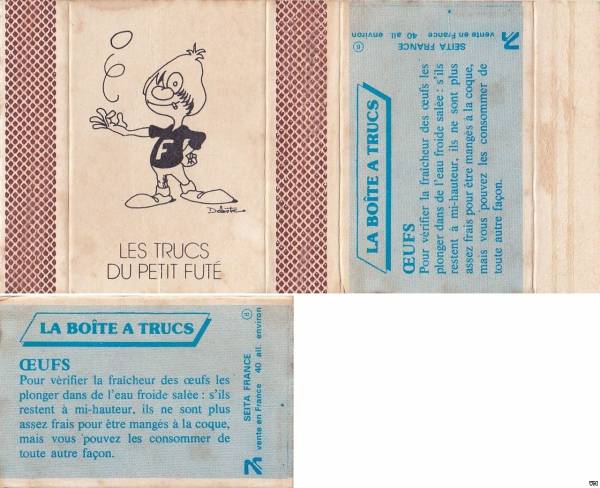 F
Delestre
LES TRUCS
DU PETIT FUTÉ
LA BOÎTE A TRUCS
ŒUFS
Pour vérifier la fraîcheur des œufs les
plonger dans de l'eau froide salée : s'ils
restent à mi-hauteur, ils ne sont plus
assez frais pour être mangés à la coque,
mais vous pouvez les consommer de
toute autre façon.
SEITA FRANCE
vente en France 40 all. environ
LA BOÎTE A TRUCS
ŒUFS
Pour vérifier la fraîcheur des œufs les
plonger dans de l'eau froide salée : s'ils
restent à mi-hauteur, ils ne sont plus
assez frais pour être mangés à la coque,
mais vous pouvez les consommer de
toute autre façon.
SEITA FRANCE
vente en France 40 all. environ